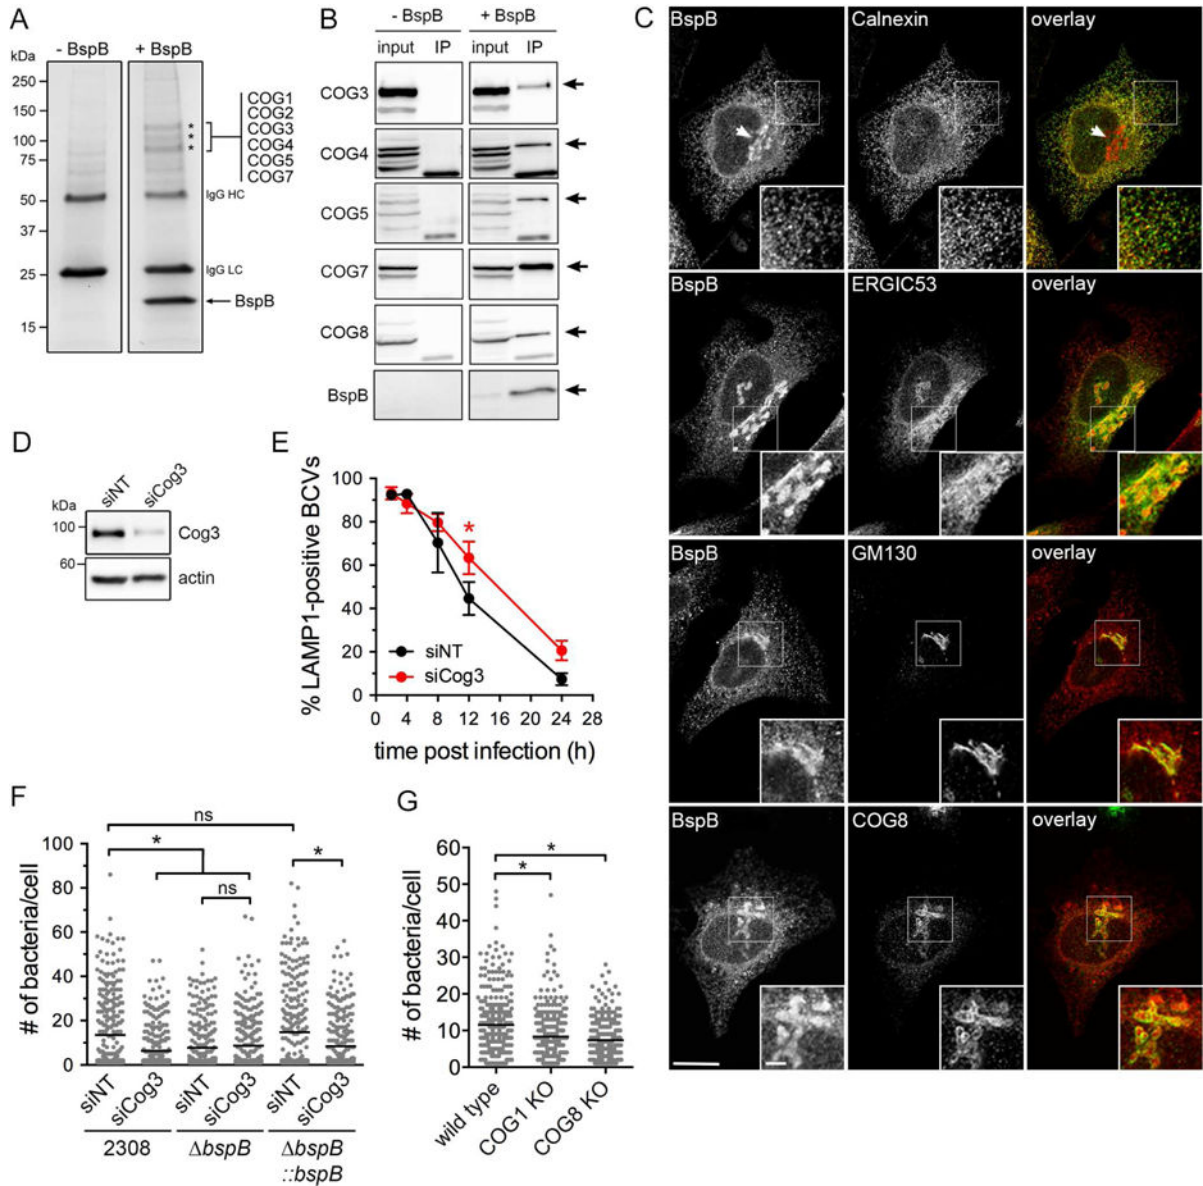 A
- BspB + BspB
kDa
250
150
100
75
50
37
25
15
*
*
*
COG1
COG2
COG3
COG4
COG5
COG7
IgG HC
IgG LC
BspB
B
- BspB + BspB
input IP input IP
COG3
COG4
COG5
COG7
COG8
BspB
C
BspB Calnexin overlay
BspB ERGIC53 overlay
BspB GM130 overlay
BspB COG8 overlay
D
siNT siCog3
kDa
100
60
Cog3
actin
E
% LAMP1-positive BCVs
100
80
60
40
20
0
*
siNT
siCog3
0 4 8 12 16 20 24 28
time post infection (h)
F
# of bacteria/cell
100
80
60
40
20
0
ns
*
ns
*
siNT siCog3 siNT siCog3 siNT siCog3
2308 ΔbspB ΔbspB
::bspB
G
# of bacteria/cell
60
50
40
30
20
10
0
*
*
wild type COG1 KO COG8 KO